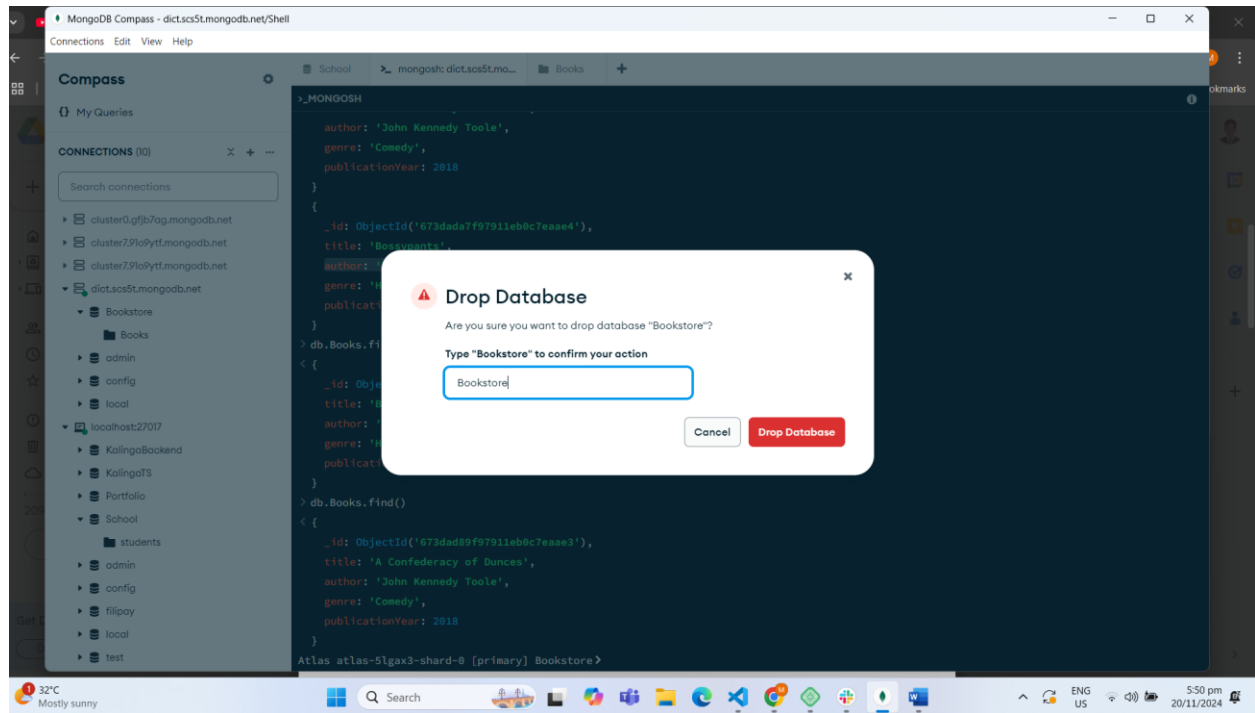 MongoDB Compass - dict.scs5t.mongodb.net/Shell
Connections Edit View Help
Compass
{} My Queries
CONNECTIONS (10)
Search connections
cluster0.gfjb7ag.mongodb.net
cluster7.91o9ytf.mongodb.net
cluster7.91o9ytf.mongodb.net
dict.scs5t.mongodb.net
Bookstore
Books
admin
config
local
localhost:27017
KalingaBackend
KalingaTS
Portfolio
School
students
admin
config
filipay
local
test
School
>_ mongosh: dict.scs5t.mo...
Books
>_MONGOSH
author: 'John Kennedy Toole',
genre: 'Comedy',
publicationYear: 2018
}
{
_id: ObjectId('673dada7f97911eb0c7eaae4'),
title: 'Bossypants',
author: '
genre: 'H
publicati
}
> db.Books.fi
< {
_id: Obje
title: 'B
author: '
genre: 'H
publicati
}
> db.Books.find()
< {
_id: ObjectId('673dad89f97911eb0c7eaae3'),
title: 'A Confederacy of Dunces',
author: 'John Kennedy Toole',
genre: 'Comedy',
publicationYear: 2018
}
Atlas atlas-5lgax3-shard-0 [primary] Bookstore>
Drop Database
Are you sure you want to drop database "Bookstore"?
Type "Bookstore" to confirm your action
Bookstore
Cancel
Drop Database
okmarks
1
32°C
Mostly sunny
Search
ENG
US
5:50 pm
20/11/2024